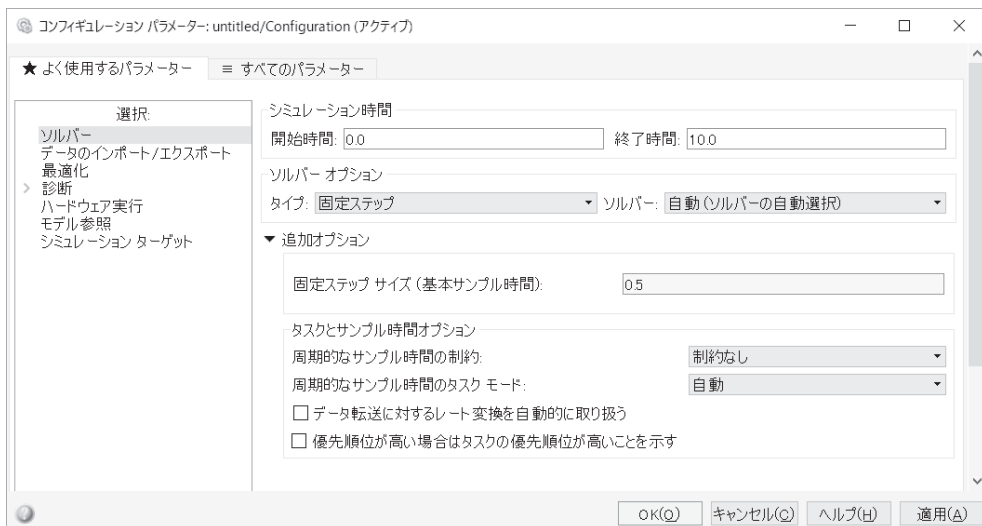 コンフィギュレーション パラメーター: untitled/Configuration (アクティブ)
★ よく使用するパラメーター ≡ すべてのパラメーター
選択:
ソルバー
データのインポート/エクスポート
最適化
診断
ハードウェア実行
モデル参照
シミュレーション ターゲット
シミュレーション時間
開始時間: 0.0 終了時間: 10.0
ソルバー オプション
タイプ: 固定ステップ ソルバー: 自動 (ソルバーの自動選択)
▼ 追加オプション
固定ステップ サイズ (基本サンプル時間): 0.5
タスクとサンプル時間オプション
周期的なサンプル時間の制約: 制約なし
周期的なサンプル時間のタスク モード: 自動
データ転送に対するレート変換を自動的に取り扱う
優先順位が高い場合はタスクの優先順位が高いことを示す
OK(O) キャンセル(C) ヘルプ(H) 適用(A)